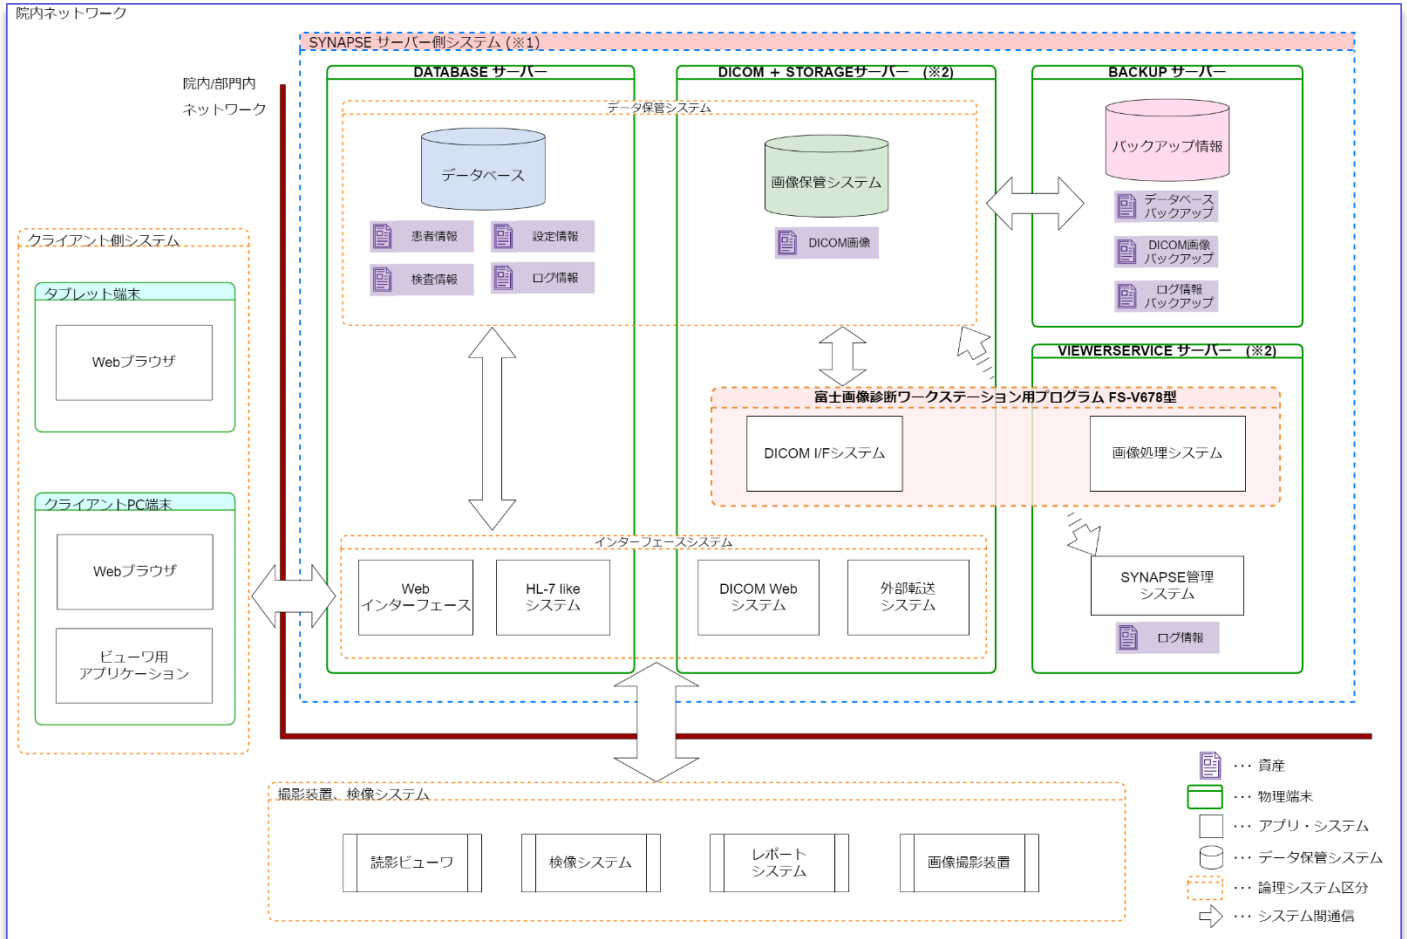 院内ネットワーク
SYNAPSE サーバー側システム (※1)
院内/部門内
ネットワーク
DATABASE サーバー
DICOM + STORAGEサーバー (※2)
BACKUP サーバー
データ保管システム
データベース
患者情報
設定情報
検査情報
ログ情報
画像保管システム
DICOM画像
バックアップ情報
データベース
バックアップ
DICOM画像
バックアップ
ログ情報
バックアップ
クライアント側システム
タブレット端末
Webブラウザ
クライアントPC端末
Webブラウザ
ビューワ用
アプリケーション
VIEWERSERVICE サーバー (※2)
富士画像診断ワークステーション用プログラム FS-V678型
DICOM I/Fシステム
画像処理システム
インターフェースシステム
Web
インターフェース
HL-7 like
システム
DICOM Web
システム
外部転送
システム
SYNAPSE管理
システム
ログ情報
撮影装置、検像システム
読影ビューワ
検像システム
レポート
システム
画像撮影装置
… 資産
… 物理端末
… アプリ・システム
… データ保管システム
… 論理システム区分
… システム間通信